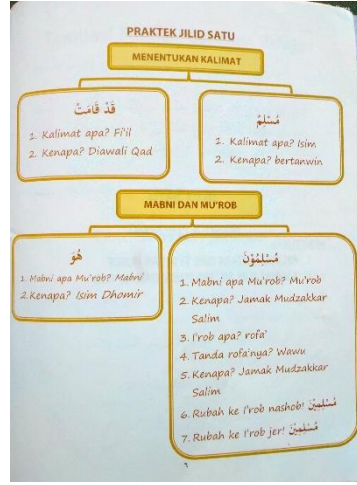 PRAKTEK JILID SATU
MENENTUKAN KALIMAT
قَدْ قَامَتْ
1. Kalimat apa? Fi'il
2. Kenapa? Diawali Qad
مُسْلِمٌ
1. Kalimat apa? Isim
2. Kenapa? bertanwin
MABNI DAN MU'ROB
هُوَ
1. Mabni apa Mu'rob? Mabni
2. Kenapa? Isim Dhomir
مُسْلِمُوْنَ
1. Mabni apa Mu'rob? Mu'rob
2. Kenapa? Jamak Mudzakkar
Salim
3. I'rob apa? rofa'
4. Tanda rofa'nya? Wawu
5. Kenapa? Jamak Mudzakkar
Salim
6. Rubah ke I'rob nashob! مُسْلِمِيْنَ
7. Rubah ke I'rob jer! مُسْلِمِيْنَ
٦